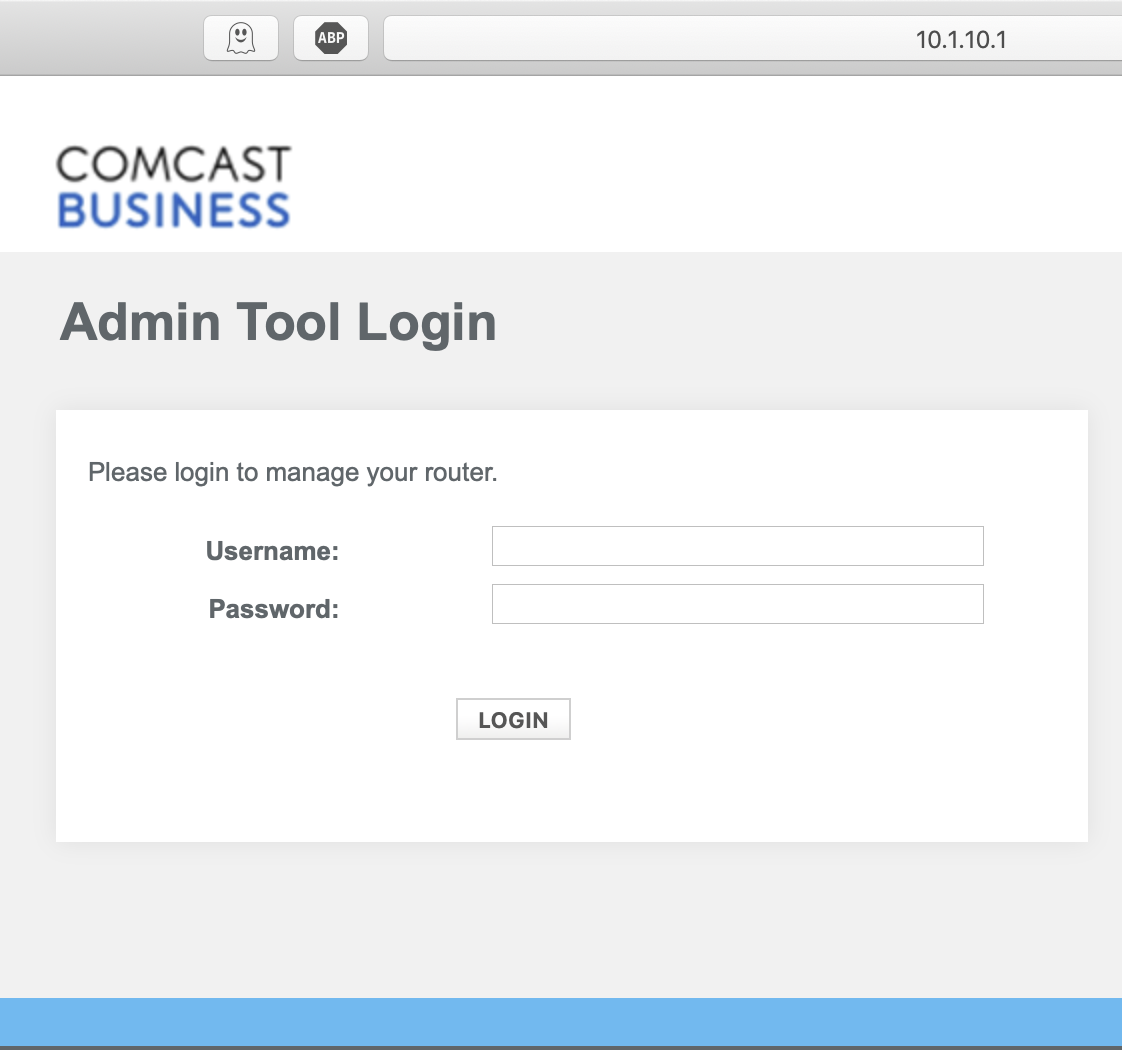 ABP
10.1.10.1
COMCAST
BUSINESS
Admin Tool Login
Please login to manage your router.
Username:
Password:
LOGIN